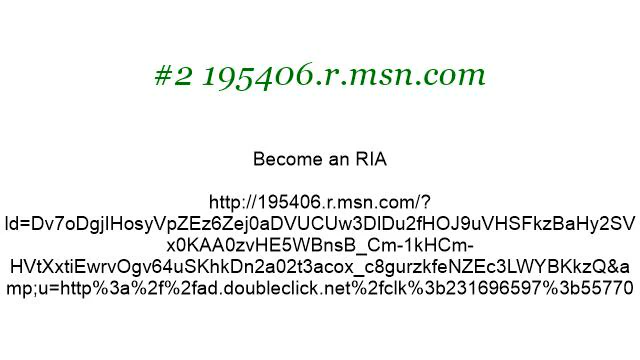 #2 195406.r.msn.com
Become an RIA
http://195406.r.msn.com/?
ld=Dv7oDgjIHosyVpZEz6Zej0aDVUCUw3DlDu2fHOJ9uVHSFkzBaHy2SV
x0KAA0zvHE5WBnsB_Cm-1kHCm-
HVtXxtiEwrvOgv64uSKhkDn2a02t3acox_c8gurzkfeNZEc3LWYBKkzQ&a
mp;u=http%3a%2f%2fad.doubleclick.net%2fclk%3b231696597%3b55770